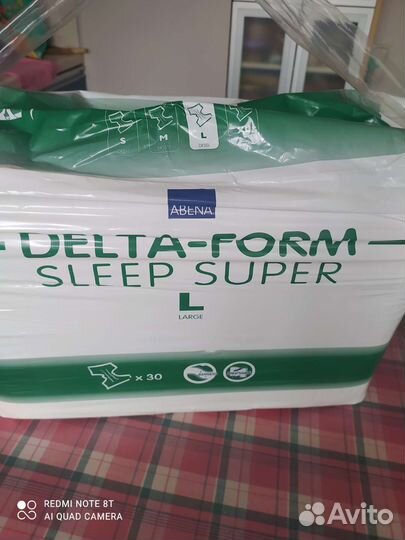 S
M
L
ABENA
DELTA-FORM
SLEEP SUPER
L
LARGE
x 30
REDMI NOTE 8T
AI QUAD CAMERA
Avito